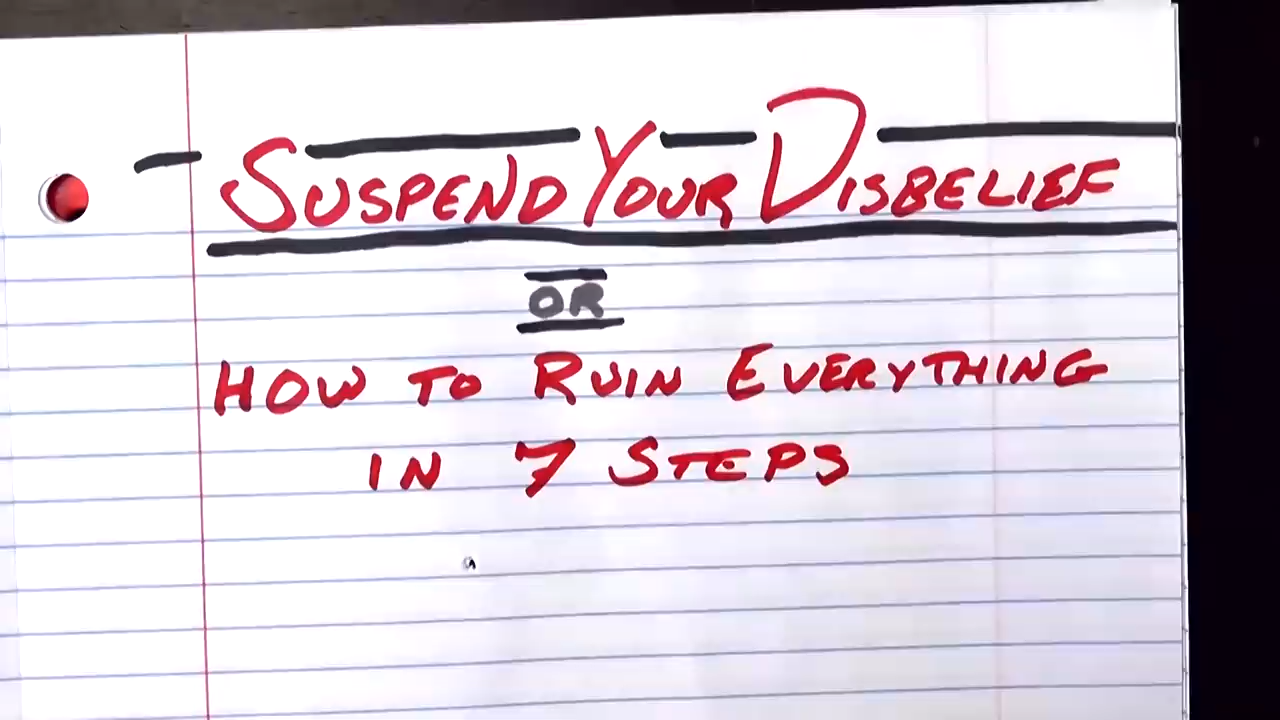 SUSPEND YOUR DISBELIEF
OR
HOW TO RUIN EVERYTHING
IN 7 STEPS